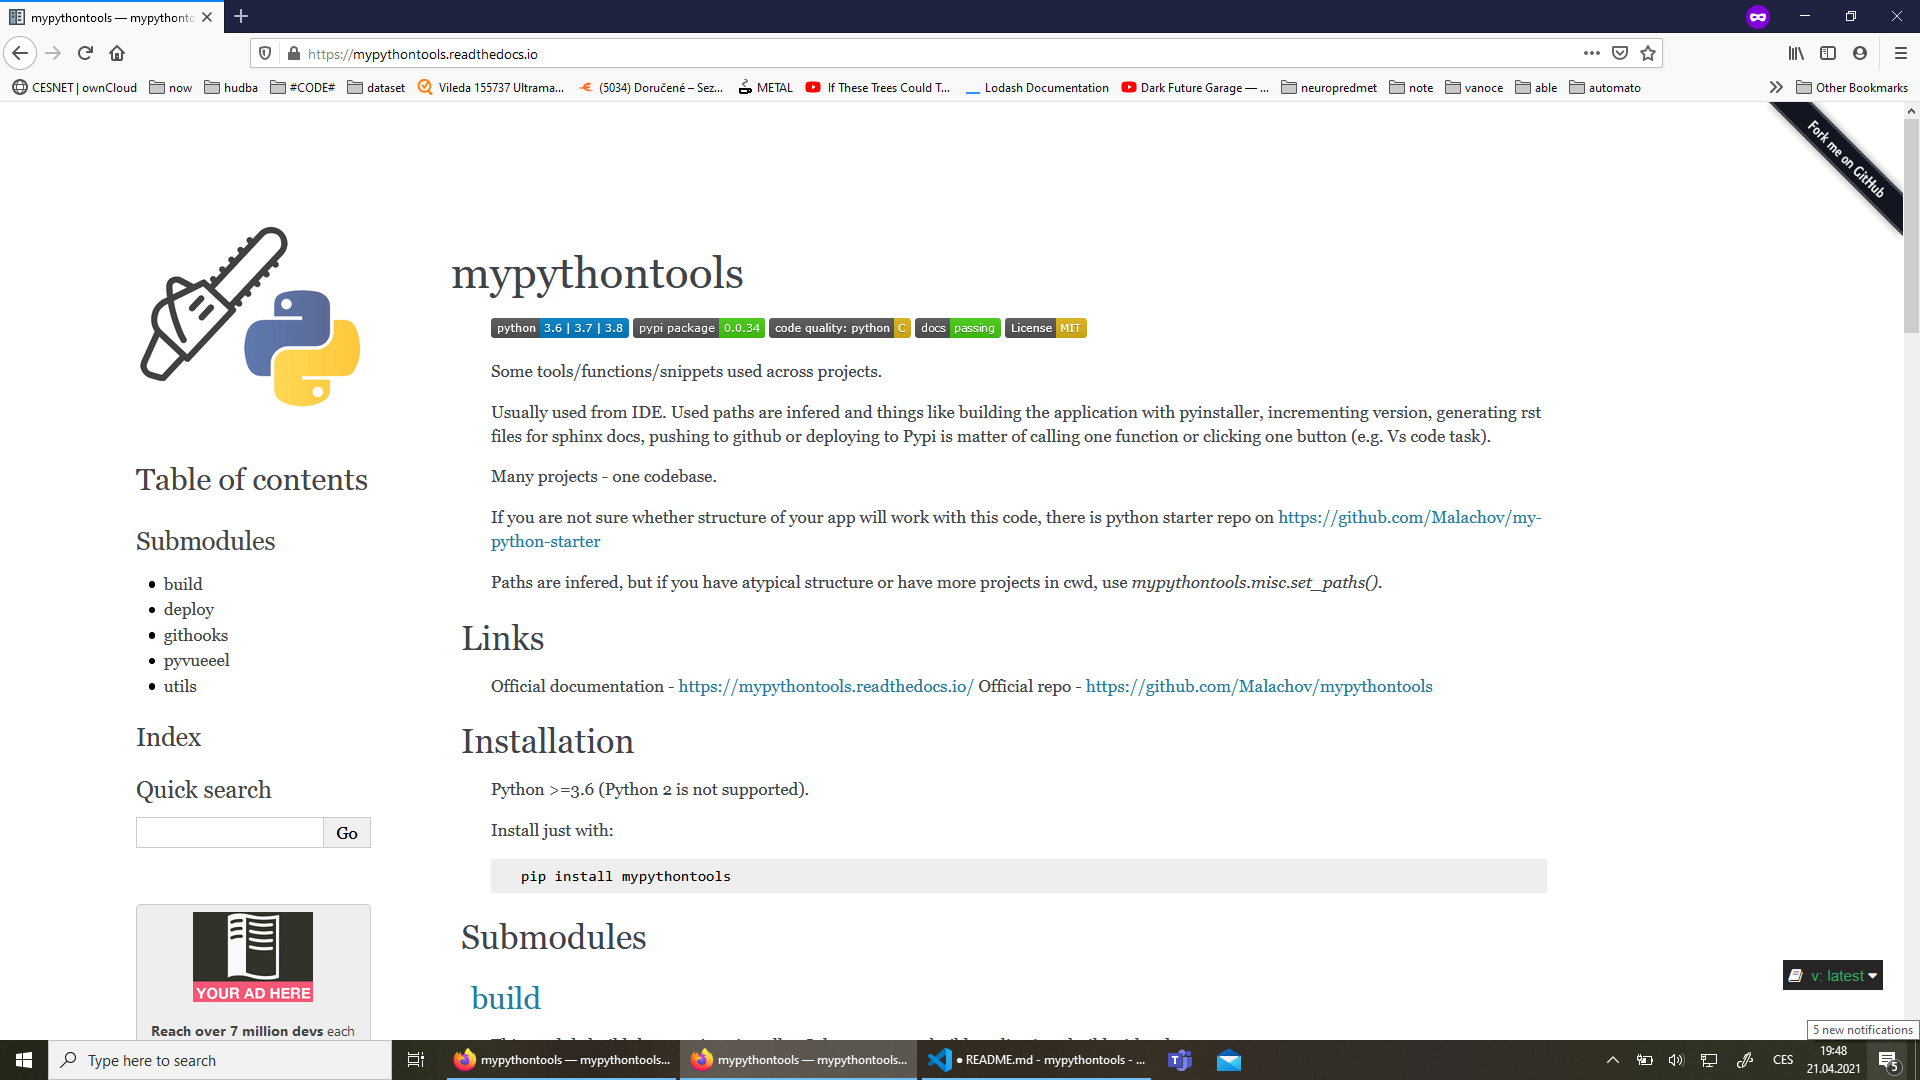 mypythontools — mypythonto
https://mypythontools.readthedocs.io
CESNET | ownCloud
now
hudba
#CODE#
dataset
Vileda 155737 Ultrama...
(5034) Doručené – Sez...
METAL
If These Trees Could T...
Lodash Documentation
Dark Future Garage — ...
neuropredmet
note
vanoce
able
automato
Other Bookmarks
Fork me on GitHub
mypythontools
python 3.6 | 3.7 | 3.8
pypi package 0.0.34
code quality: python C
docs passing
License MIT
Some tools/functions/snippets used across projects.
Usually used from IDE. Used paths are infered and things like building the application with pyinstaller, incrementing version, generating rst
files for sphinx docs, pushing to github or deploying to Pypi is matter of calling one function or clicking one button (e.g. Vs code task).
Many projects - one codebase.
If you are not sure whether structure of your app will work with this code, there is python starter repo on https://github.com/Malachov/my-
python-starter
Paths are infered, but if you have atypical structure or have more projects in cwd, use mypythontools.misc.set_paths().
Links
Official documentation - https://mypythontools.readthedocs.io/ Official repo - https://github.com/Malachov/mypythontools
Installation
Python >=3.6 (Python 2 is not supported).
Install just with:
pip install mypythontools
Submodules
build
Table of contents
Submodules
build
deploy
githooks
pyvueeel
utils
Index
Quick search
Go
YOUR AD HERE
Reach over 7 million devs each
v: latest
5 new notifications
Type here to search
mypythontools — mypythontools...
mypythontools — mypythontools...
● README.md - mypythontools - ...
CES
19:48
21.04.2021
5